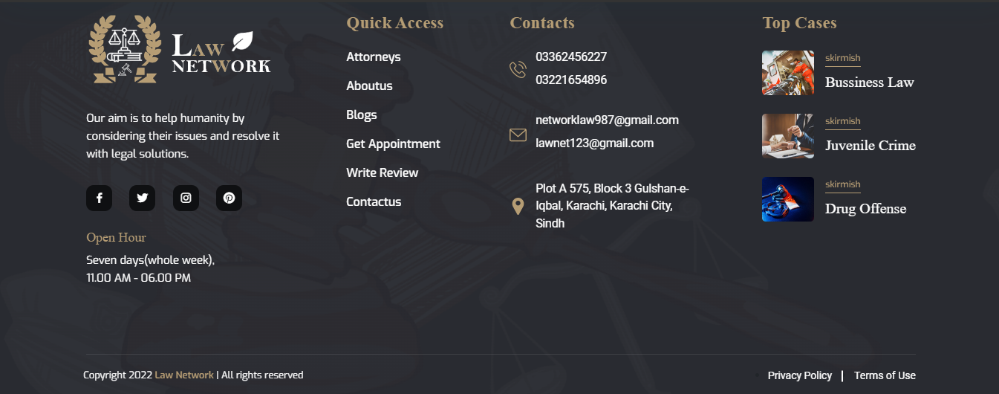 LAW
NETWORK
Our aim is to help humanity by
considering their issues and resolve it
with legal solutions.
Open Hour
Seven days(whole week),
11.00 AM - 06.00 PM
Quick Access
Attorneys
Aboutus
Blogs
Get Appointment
Write Review
Contactus
Contacts
03362456227
03221654896
networklaw987@gmail.com
lawnet123@gmail.com
Plot A 575, Block 3 Gulshan-e-
Iqbal, Karachi, Karachi City,
Sindh
Top Cases
skirmish
Bussiness Law
skirmish
Juvenile Crime
skirmish
Drug Offense
Copyright 2022 Law Network | All rights reserved
Privacy Policy | Terms of Use